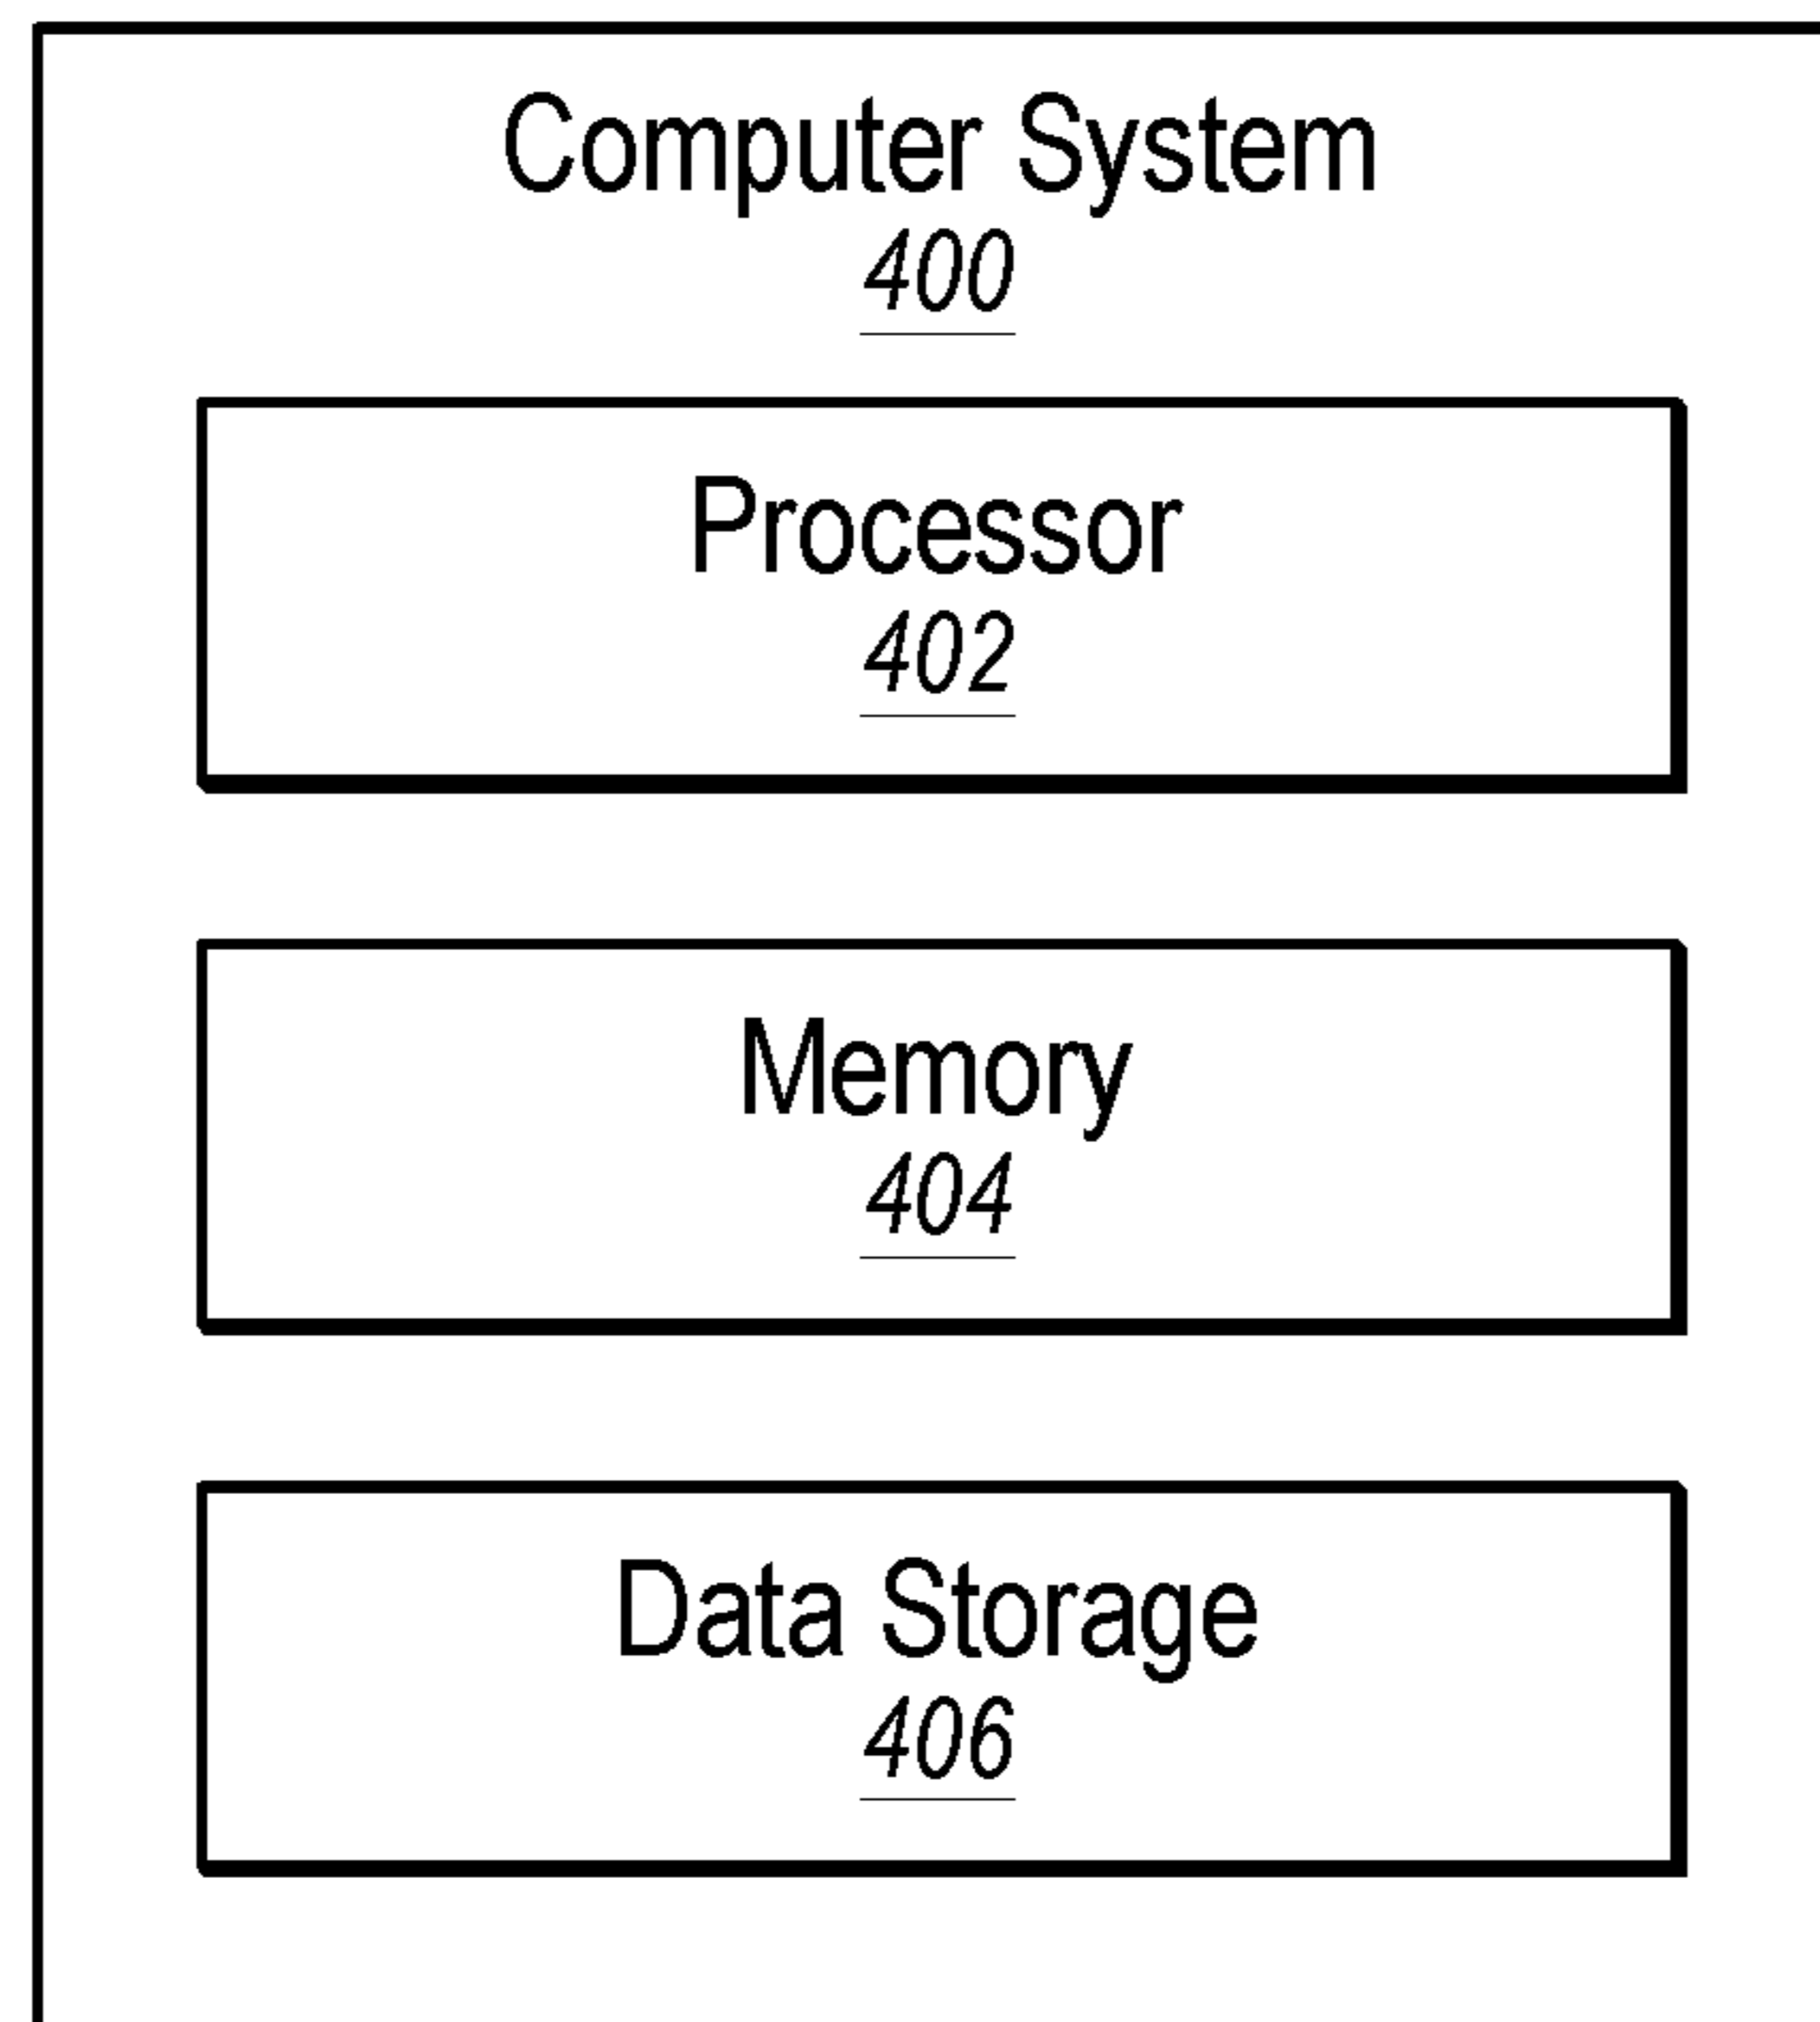 Computer System
400
Processor
402
Memory
404
Data Storage
406